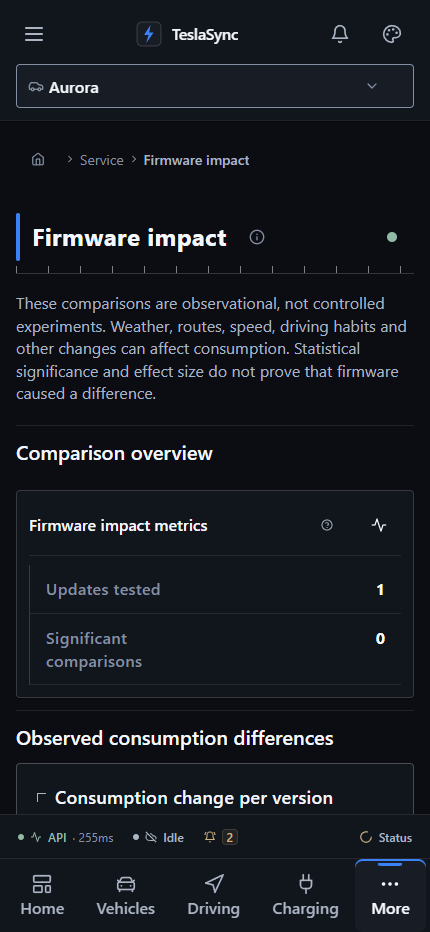 TeslaSync
Aurora
Service
Firmware impact
Firmware impact
These comparisons are observational, not controlled
experiments. Weather, routes, speed, driving habits and
other changes can affect consumption. Statistical
significance and effect size do not prove that firmware
caused a difference.
Comparison overview
Firmware impact metrics
Updates tested 1
Significant 0
comparisons
Observed consumption differences
Consumption change per version
API · 255ms Idle 2 Status
Home Vehicles Driving Charging More